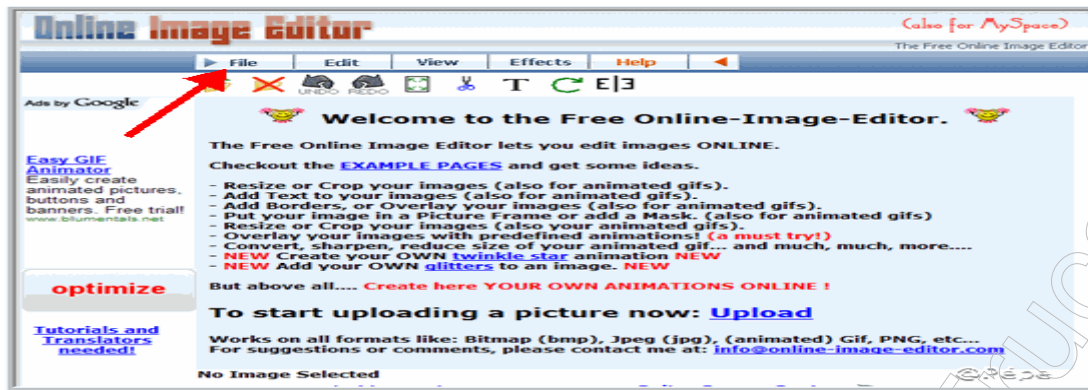 Online Image Editor
(also for MySpace)
The Free Online Image Editor
File Edit View Effects Help
UNDO REDO T E|3
Ads by Google
Welcome to the Free Online-Image-Editor.
The Free Online Image Editor lets you edit images ONLINE.
Checkout the EXAMPLE PAGES and get some ideas.
Easy GIF
Animator
Easily create
animated pictures,
buttons and
banners. Free trial!
www.blumentals.net
- Resize or Crop your images (also for animated gifs).
- Add Text to your images (also for animated gifs).
- Add Borders, or Overlay your images (also for animated gifs).
- Put your image in a Picture Frame or add a Mask. (also for animated gifs)
- Resize or Crop your images (also your animated gifs).
- Overlay your images with predefined animations! (a must try!)
- Convert, sharpen, reduce size of your animated gif... and much, much, more....
- NEW Create your OWN twinkle star animation NEW
- NEW Add your OWN glitters to an image. NEW
optimize
But above all.... Create here YOUR OWN ANIMATIONS ONLINE !
To start uploading a picture now: Upload
Tutorials and
Translators
needed!
Works on all formats like: Bitmap (bmp), Jpeg (jpg), (animated) Gif, PNG, etc...
For suggestions or comments, please contact me at: info@online-image-editor.com
No Image Selected
©Pépé